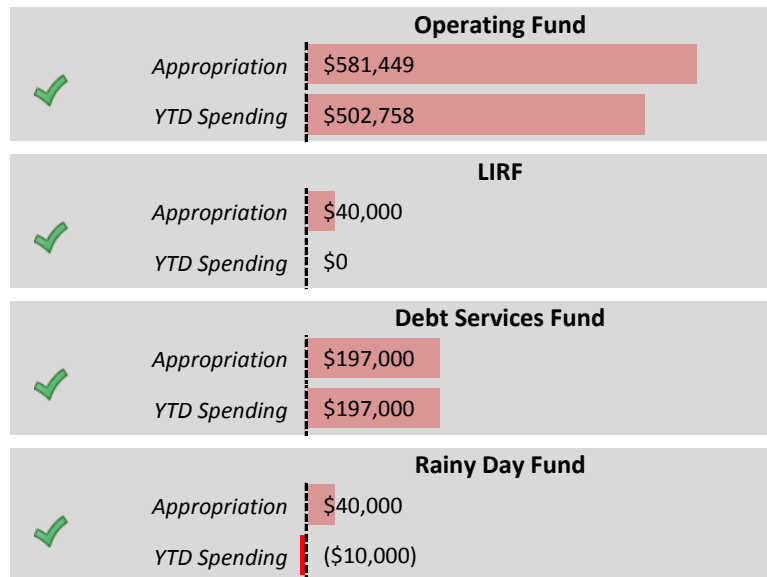 Operating Fund
Appropriation $581,449
YTD Spending $502,758
LIRF
Appropriation $40,000
YTD Spending $0
Debt Services Fund
Appropriation $197,000
YTD Spending $197,000
Rainy Day Fund
Appropriation $40,000
YTD Spending ($10,000)